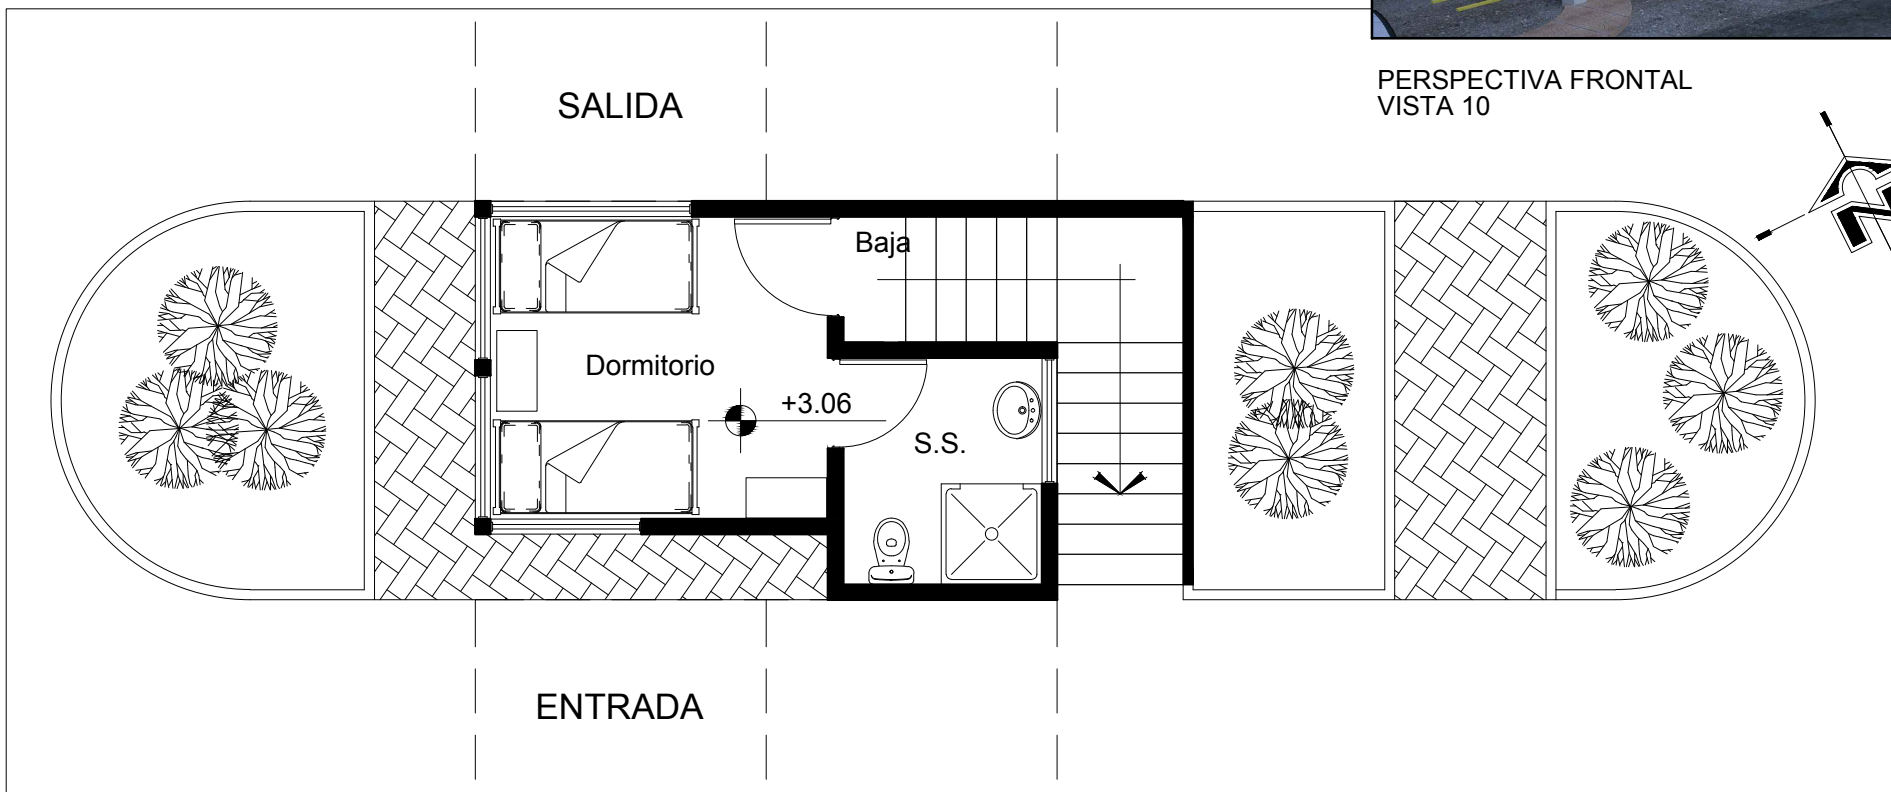 PERSPECTIVA FRONTAL
VISTA 10
SALIDA
Baja
Dormitorio
+3.06
S.S.
ENTRADA